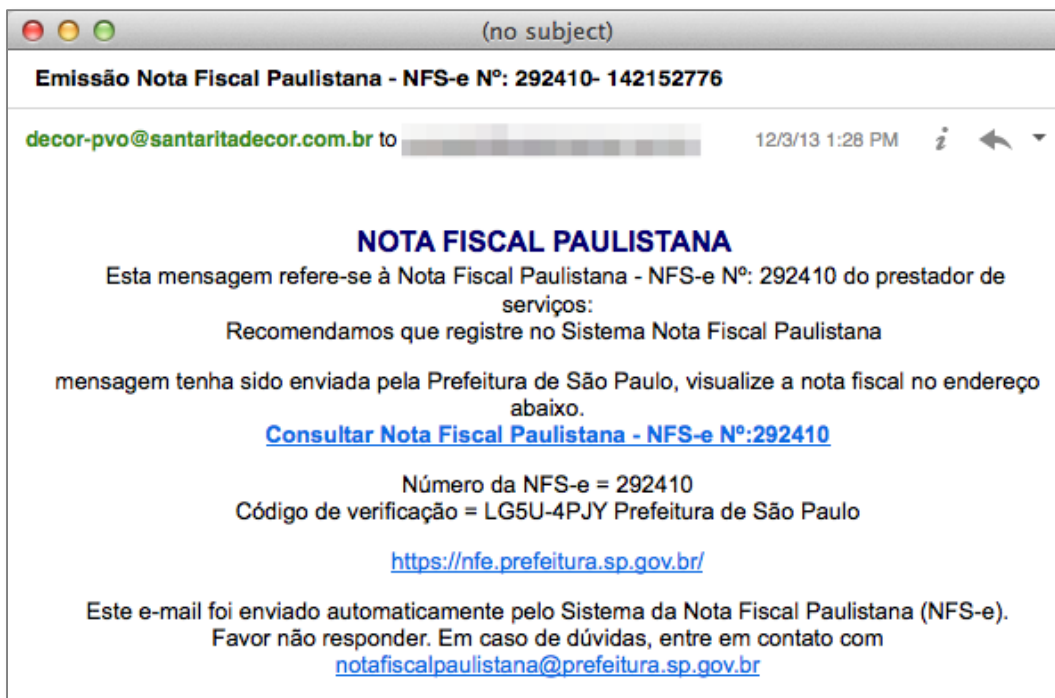 (no subject)
Emissão Nota Fiscal Paulistana - NFS-e Nº: 292410- 142152776
decor-pvo@santaritadecor.com.br to 12/3/13 1:28 PM i
NOTA FISCAL PAULISTANA
Esta mensagem refere-se à Nota Fiscal Paulistana - NFS-e Nº: 292410 do prestador de
serviços:
Recomendamos que registre no Sistema Nota Fiscal Paulistana
mensagem tenha sido enviada pela Prefeitura de São Paulo, visualize a nota fiscal no endereço
abaixo.
Consultar Nota Fiscal Paulistana - NFS-e Nº:292410
Número da NFS-e = 292410
Código de verificação = LG5U-4PJY Prefeitura de São Paulo
https://nfe.prefeitura.sp.gov.br/
Este e-mail foi enviado automaticamente pelo Sistema da Nota Fiscal Paulistana (NFS-e).
Favor não responder. Em caso de dúvidas, entre em contato com
notafiscalpaulistana@prefeitura.sp.gov.br